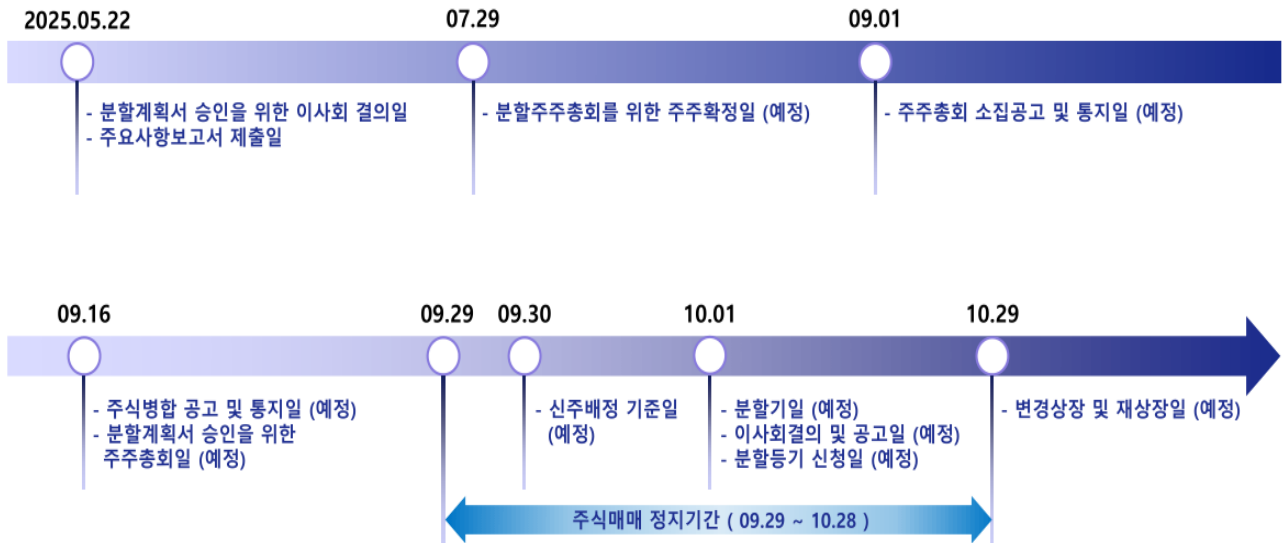 2025.05.22
07.29
09.01
- 분할계획서 승인을 위한 이사회 결의일
- 주요사항보고서 제출일
- 분할주주총회를 위한 주주확정일 (예정)
- 주주총회 소집공고 및 통지일 (예정)
09.16
09.29
09.30
10.01
10.29
- 주식병합 공고 및 통지일 (예정)
- 분할계획서 승인을 위한
주주총회일 (예정)
- 신주배정 기준일
(예정)
- 분할기일 (예정)
- 이사회결의 및 공고일 (예정)
- 분할등기 신청일 (예정)
- 변경상장 및 재상장일 (예정)
주식매매 정지기간 ( 09.29 ~ 10.28 )